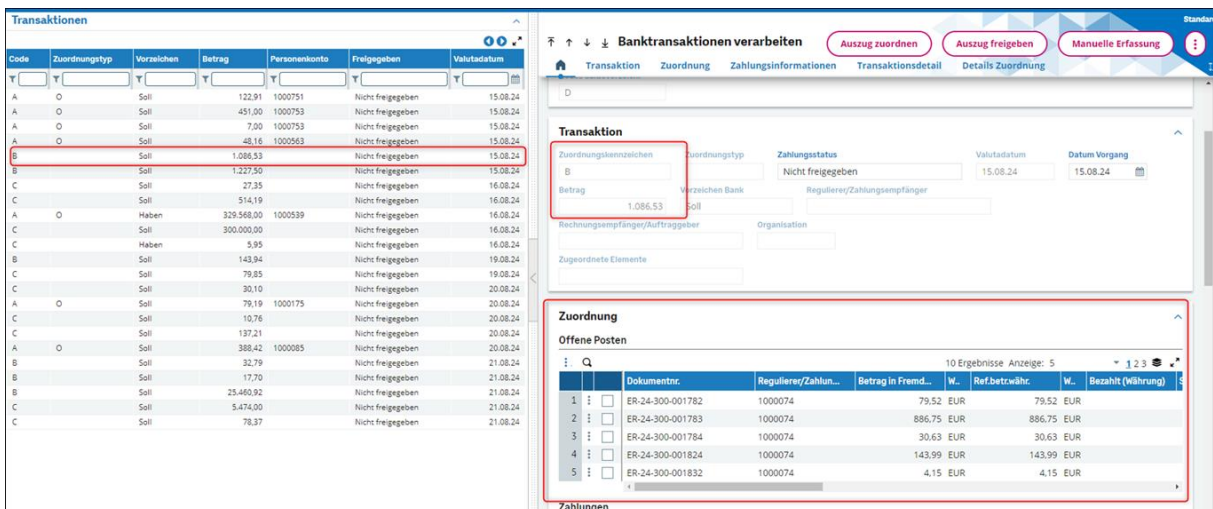 Transaktionen
Code Zuordnungstyp Vorzeichen Betrag Personenkonto Freigegeben Valutadatum
A O Soll 122,91 1000751 Nicht freigegeben 15.08.24
A O Soll 451,00 1000753 Nicht freigegeben 15.08.24
A O Soll 7,00 1000753 Nicht freigegeben 15.08.24
A O Soll 48,16 1000563 Nicht freigegeben 15.08.24
B Soll 1.086,53 Nicht freigegeben 15.08.24
B Soll 1.227,50 Nicht freigegeben 15.08.24
C Soll 27,35 Nicht freigegeben 16.08.24
C Soll 514,19 Nicht freigegeben 16.08.24
A O Haben 329.568,00 1000539 Nicht freigegeben 16.08.24
C Soll 300.000,00 Nicht freigegeben 16.08.24
C Haben 5,95 Nicht freigegeben 16.08.24
B Soll 143,94 Nicht freigegeben 19.08.24
C Soll 79,85 Nicht freigegeben 19.08.24
C Soll 30,10 Nicht freigegeben 20.08.24
A O Soll 79,19 1000175 Nicht freigegeben 20.08.24
C Soll 10,76 Nicht freigegeben 20.08.24
C Soll 137,21 Nicht freigegeben 20.08.24
A O Soll 388,42 1000085 Nicht freigegeben 20.08.24
B Soll 32,79 Nicht freigegeben 21.08.24
B Soll 17,70 Nicht freigegeben 21.08.24
B Soll 25.460,92 Nicht freigegeben 21.08.24
C Soll 5.474,00 Nicht freigegeben 21.08.24
C Soll 78,37 Nicht freigegeben 21.08.24
Standar
Banktransaktionen verarbeiten Auszug zuordnen Auszug freigeben Manuelle Erfassung
Transaktion Zuordnung Zahlungsinformationen Transaktionsdetail Details Zuordnung
D
Transaktion
Zuordnungskennzeichen Zuordnungstyp Zahlungsstatus Valutadatum Datum Vorgang
B Nicht freigegeben 15.08.24 15.08.24
Betrag Vorzeichen Bank Regulierer/Zahlungsempfänger
1.086,53 Soll
Rechnungsempfänger/Auftraggeber Organisation
Zugeordnete Elemente
Zuordnung
Offene Posten
10 Ergebnisse Anzeige: 5 1 2 3
Dokumentnr. Regulierer/Zahlun... Betrag in Fremd... W... Ref.betr.währ. W... Bezahlt (Währung) S
1 ER-24-300-001782 1000074 79,52 EUR 79,52 EUR
2 ER-24-300-001783 1000074 886,75 EUR 886,75 EUR
3 ER-24-300-001784 1000074 30,63 EUR 30,63 EUR
4 ER-24-300-001824 1000074 143,99 EUR 143,99 EUR
5 ER-24-300-001832 1000074 4,15 EUR 4,15 EUR
Zahlungen